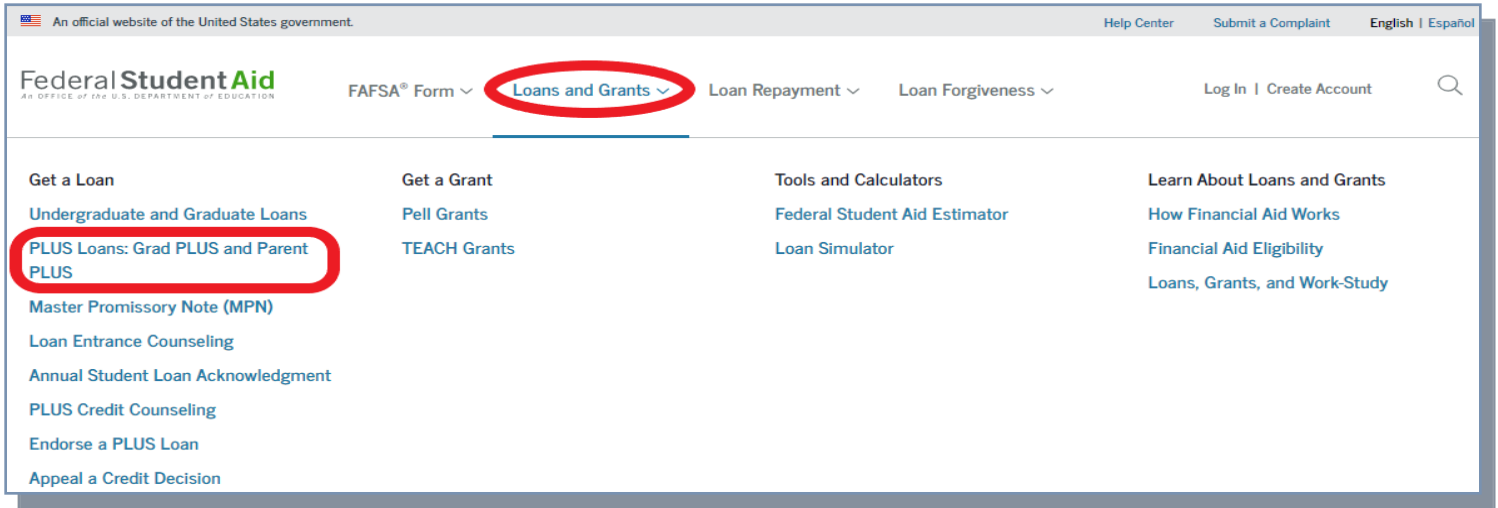 An official website of the United States government.
Help Center Submit a Complaint English | Español
Federal Student Aid
An OFFICE of the U.S. DEPARTMENT of EDUCATION
FAFSA® Form Loans and Grants Loan Repayment Loan Forgiveness Log In | Create Account
Get a Loan
Undergraduate and Graduate Loans
PLUS Loans: Grad PLUS and Parent
PLUS
Master Promissory Note (MPN)
Loan Entrance Counseling
Annual Student Loan Acknowledgment
PLUS Credit Counseling
Endorse a PLUS Loan
Appeal a Credit Decision
Get a Grant
Pell Grants
TEACH Grants
Tools and Calculators
Federal Student Aid Estimator
Loan Simulator
Learn About Loans and Grants
How Financial Aid Works
Financial Aid Eligibility
Loans, Grants, and Work-Study